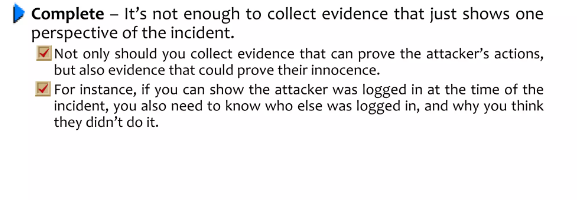 Complete – It's not enough to collect evidence that just shows one
perspective of the incident.
Not only should you collect evidence that can prove the attacker's actions,
but also evidence that could prove their innocence.
For instance, if you can show the attacker was logged in at the time of the
incident, you also need to know who else was logged in, and why you think
they didn't do it.